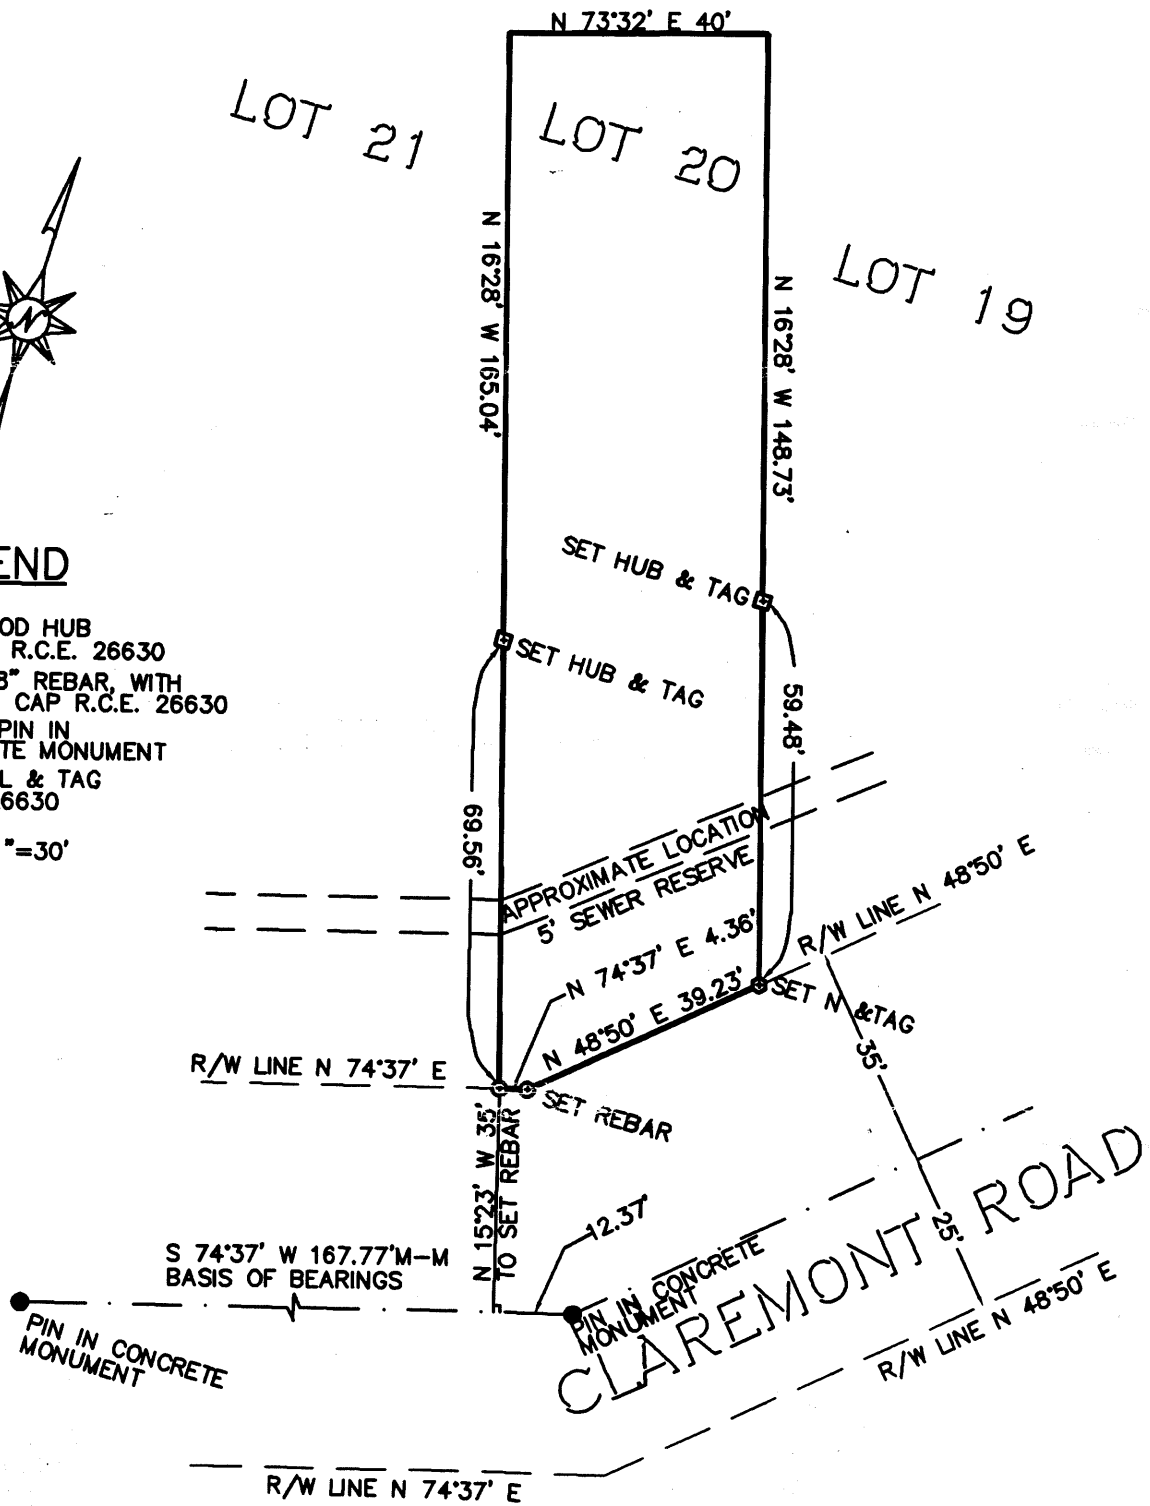 N 73°32' E 40'
LOT 21
LOT 20
LOT 19
N 16°28' W 165.04'
N 16°28' W 148.73'
N
END
OD HUB
R.C.E. 26630
8" REBAR, WITH
CAP R.C.E. 26630
PIN IN
TE MONUMENT
L & TAG
6630
"=30'
SET HUB & TAG
SET HUB & TAG
59.48'
69.56'
APPROXIMATE LOCATION
5' SEWER RESERVE
N 74°37' E 4.36'
N 48°50' E 39.23'
R/W LINE N 48°50' E
SET N &TAG
R/W LINE N 74°37' E
SET REBAR
35'
N 15°23' W 35'
TO SET REBAR
12.37'
25'
S 74°37' W 167.77'M-M
BASIS OF BEARINGS
PIN IN CONCRETE
MONUMENT
PIN IN CONCRETE
MONUMENT
CLAREMONT ROAD
R/W LINE N 48°50' E
R/W LINE N 74°37' E